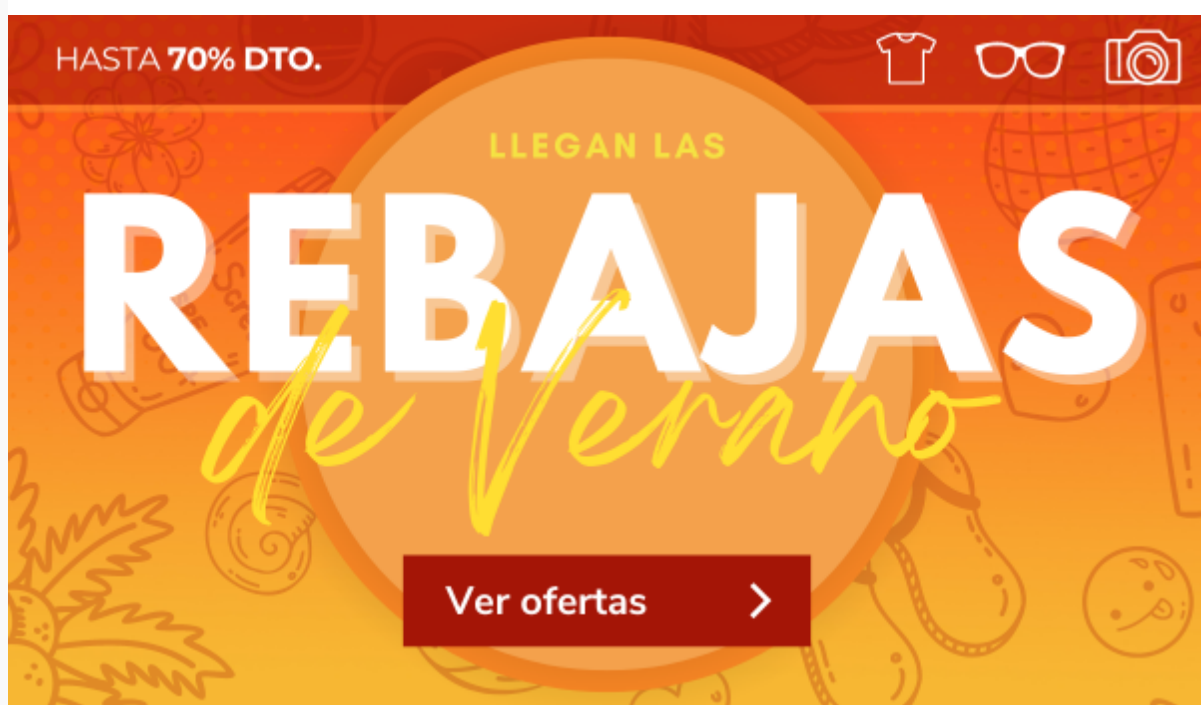 HASTA 70% DTO.
LLEGAN LAS
REBAJAS
de Verano
Ver ofertas